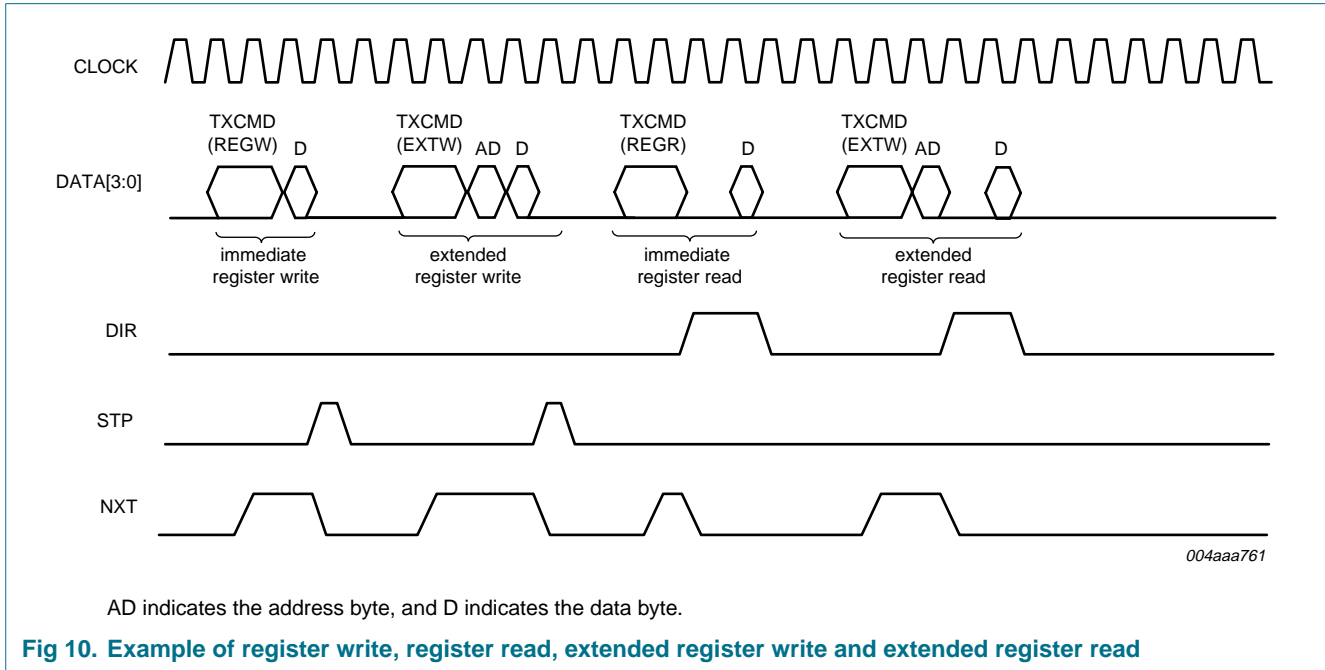 CLOCK
TXCMD
(REGW) D
TXCMD
(EXTW) AD D
TXCMD
(REGR) D
TXCMD
(EXTW) AD D
DATA[3:0]
immediate
register write
extended
register write
immediate
register read
extended
register read
DIR
STP
NXT
004aaa761
AD indicates the address byte, and D indicates the data byte.
Fig 10. Example of register write, register read, extended register write and extended register read